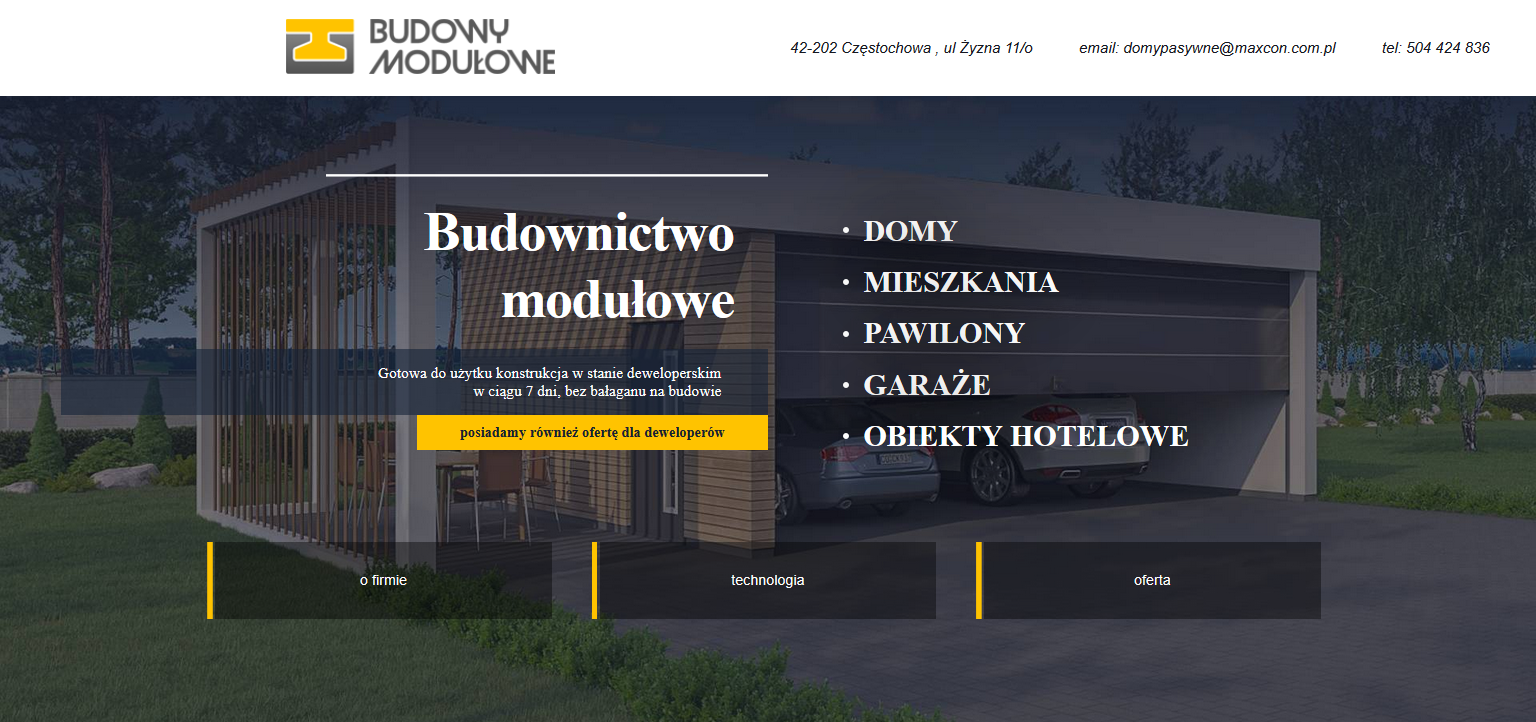 BUDOWY
MODUŁOWE
42-202 Częstochowa , ul Żyzna 11/o
email: domypasywne@maxcon.com.pl
tel: 504 424 836
Budownictwo
modułowe
Gotowa do użytku konstrukcja w stanie deweloperskim
w ciągu 7 dni, bez bałaganu na budowie
posiadamy również ofertę dla deweloperów
• DOMY
• MIESZKANIA
• PAWILONY
• GARAŻE
• OBIEKTY HOTELOWE
o firmie
technologia
oferta